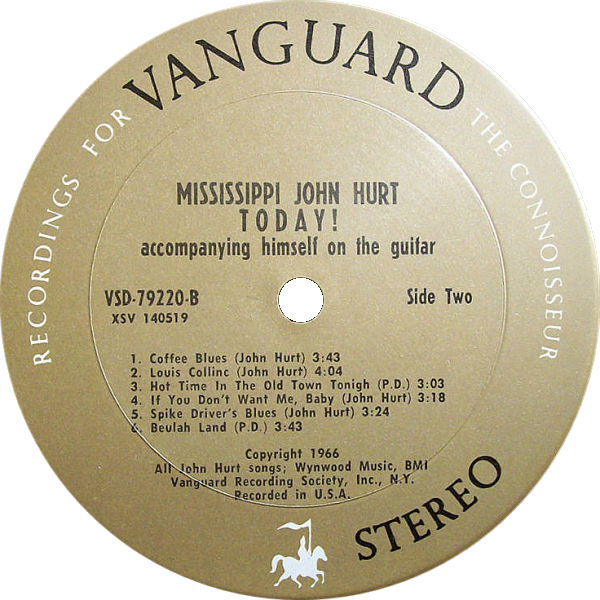 RECORDINGS FOR VANGUARD THE CONNOISSEUR
MISSISSIPPI JOHN HURT
TODAY!
accompanying himself on the guitar
VSD-79220-B Side Two
XSV 140519
1. Coffee Blues (John Hurt) 3:43
2. Louis Collinc (John Hurt) 4:04
3. Hot Time In The Old Town Tonigh (P.D.) 3:03
4. If You Don't Want Me, Baby (John Hurt) 3:18
5. Spike Driver's Blues (John Hurt) 3:24
6. Beulah Land (P.D.) 3:43
Copyright 1966
All John Hurt songs; Wynwood Music, BMI
Vanguard Recording Society, Inc., N.Y.
Recorded in U.S.A.
STEREO